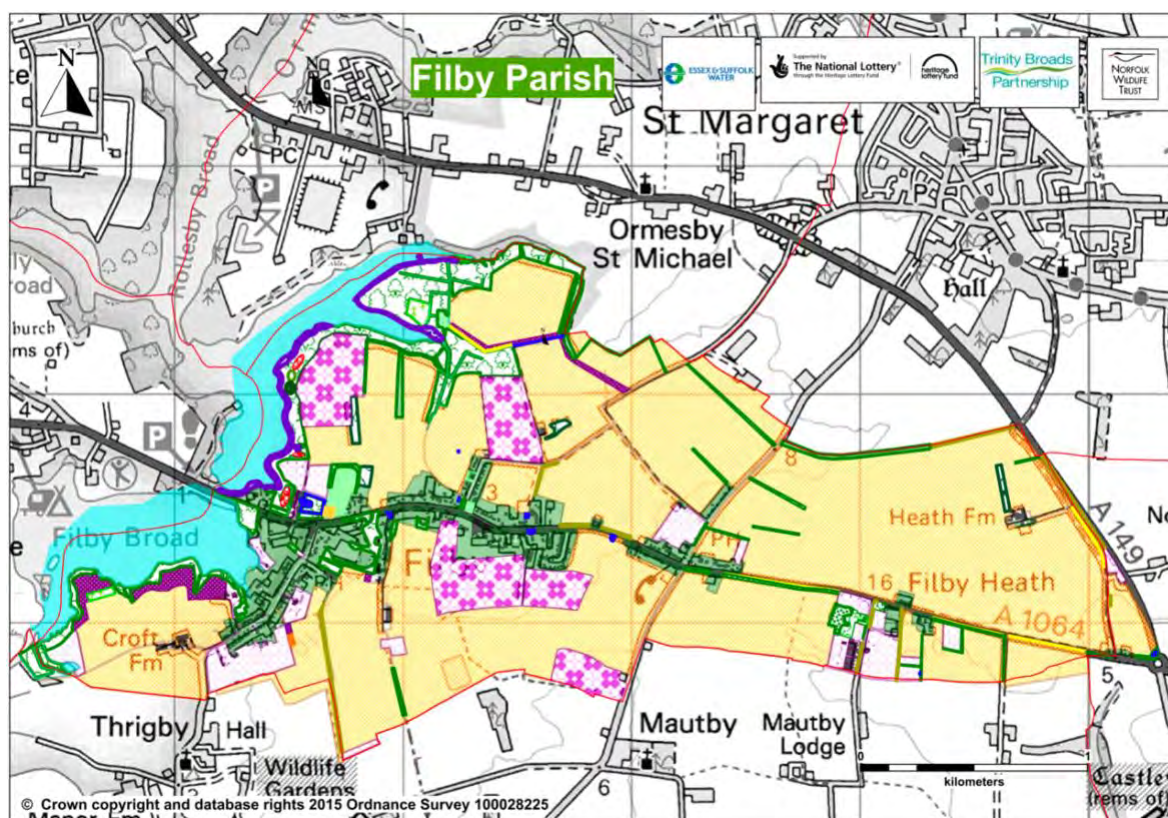 Filby Parish
N
ESSEX & SUFFOLK
WATER
Supported by
The National Lottery®
through the Heritage Lottery Fund
heritage
lottery fund
Trinity Broads
Partnership
NORFOLK
WILDLIFE
TRUST
N
MS
PC
P
St Margaret
P
Ormesby
St Michael
Hall
Rollesby Broad
4
P
1
8
3
Heath Fm
A 149
Filby Broad
PH
16 Filby Heath
A 1064
Croft
Fm
5
Thrigby
Hall
Mautby
Mautby
Lodge
0
1
kilometers
Wildlife
Gardens
6
Castle
(rems of)
© Crown copyright and database rights 2015 Ordnance Survey 100028225